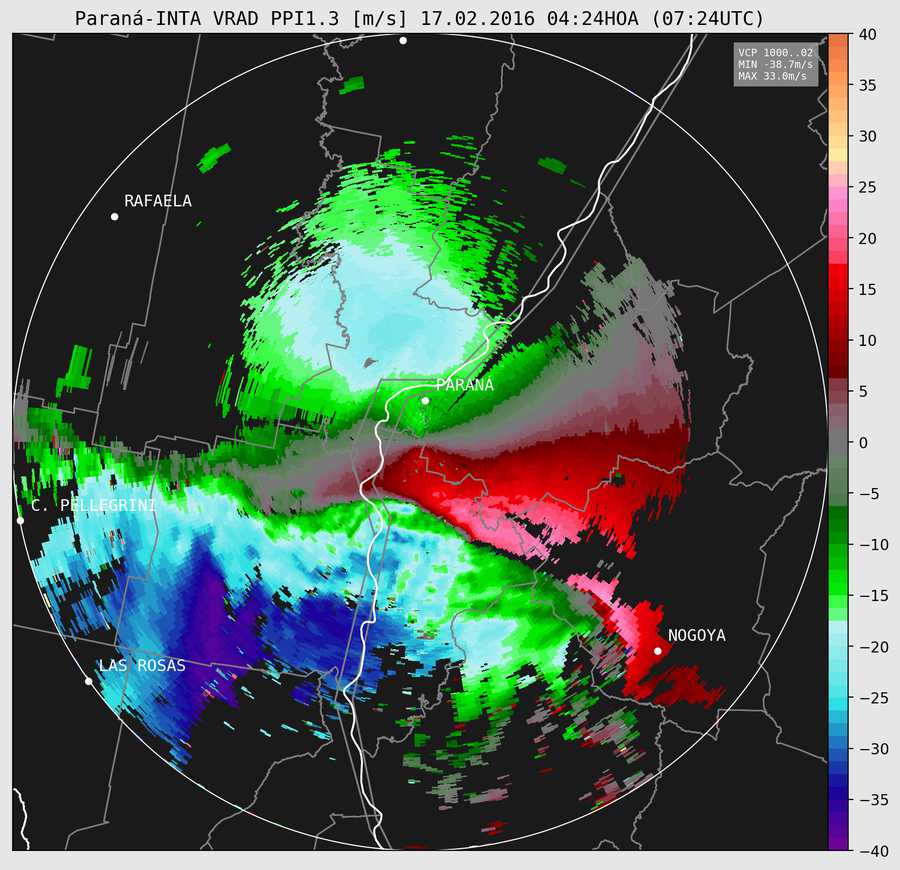 Paraná-INTA VRAD PPI1.3 [m/s] 17.02.2016 04:24HOA (07:24UTC)
VCP 1000..02
MIN -38.7m/s
MAX 33.0m/s
RAFAELA
PARANÁ
C. PELLEGRINI
NOGOYA
LAS ROSAS
40
35
30
25
20
15
10
5
0
−5
−10
−15
−20
−25
−30
−35
−40